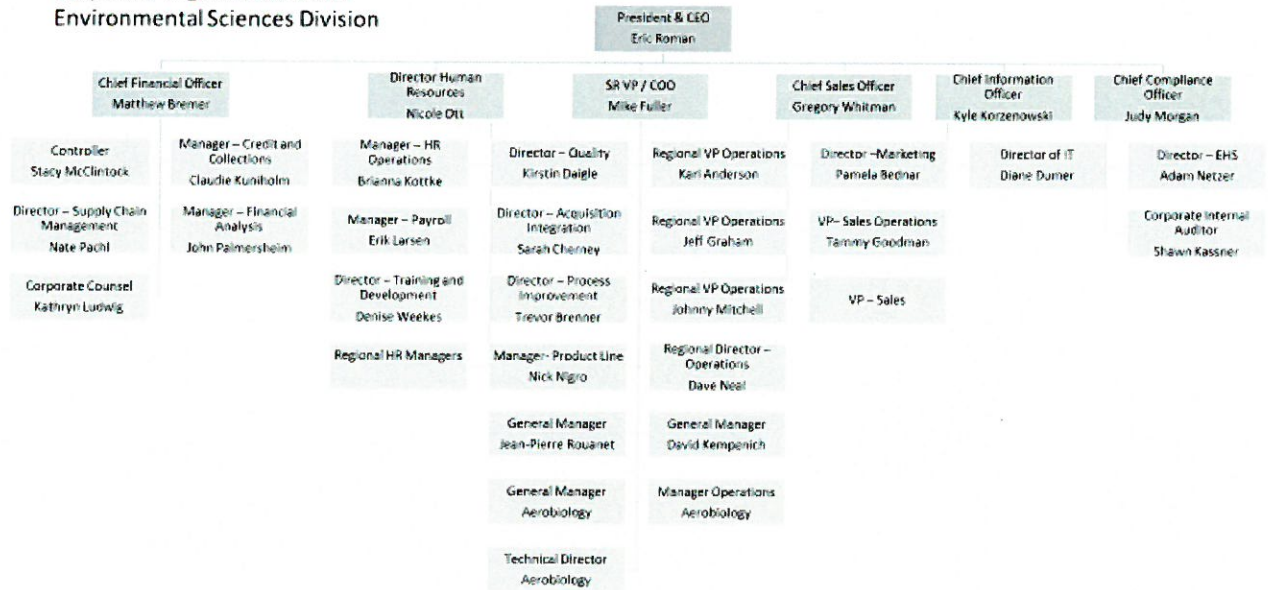 Environmental Sciences Division
President & CEO
Eric Roman
Chief Financial Officer
Matthew Bremer
Director Human
Resources
Nicole Ott
SR VP / COO
Mike Fuller
Chief Sales Officer
Gregory Whitman
Chief Information
Officer
Kyle Korzenowski
Chief Compliance
Officer
Judy Morgan
Controller
Stacy McClintock
Director – Supply Chain
Management
Nate Pachl
Corporate Counsel
Kathryn Ludwig
Manager – Credit and
Collections
Claudie Kuniholm
Manager – Financial
Analysis
John Palmersheim
Manager – HR
Operations
Brianna Kottke
Manager – Payroll
Erik Larsen
Director – Training and
Development
Denise Weekes
Regional HR Managers
Director – Quality
Kirstin Daigle
Director – Acquisition
Integration
Sarah Cherney
Director – Process
Improvement
Trevor Brenner
Manager- Product Line
Nick Nigro
General Manager
Jean-Pierre Rouanet
General Manager
Aerobiology
Technical Director
Aerobiology
Regional VP Operations
Karl Anderson
Regional VP Operations
Jeff Graham
Regional VP Operations
Johnny Mitchell
Regional Director –
Operations
Dave Neal
General Manager
David Kempenich
Manager Operations
Aerobiology
Director –Marketing
Pamela Bednar
VP– Sales Operations
Tammy Goodman
VP – Sales
Director of IT
Diane Dumer
Director – EHS
Adam Netzer
Corporate Internal
Auditor
Shawn Kassner